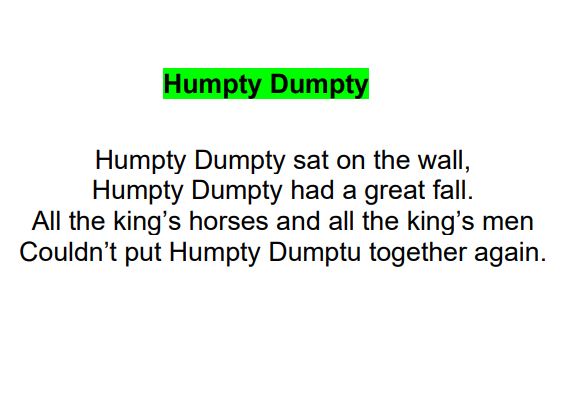 Humpty Dumpty
Humpty Dumpty sat on the wall,
Humpty Dumpty had a great fall.
All the king’s horses and all the king’s men
Couldn’t put Humpty Dumptu together again.